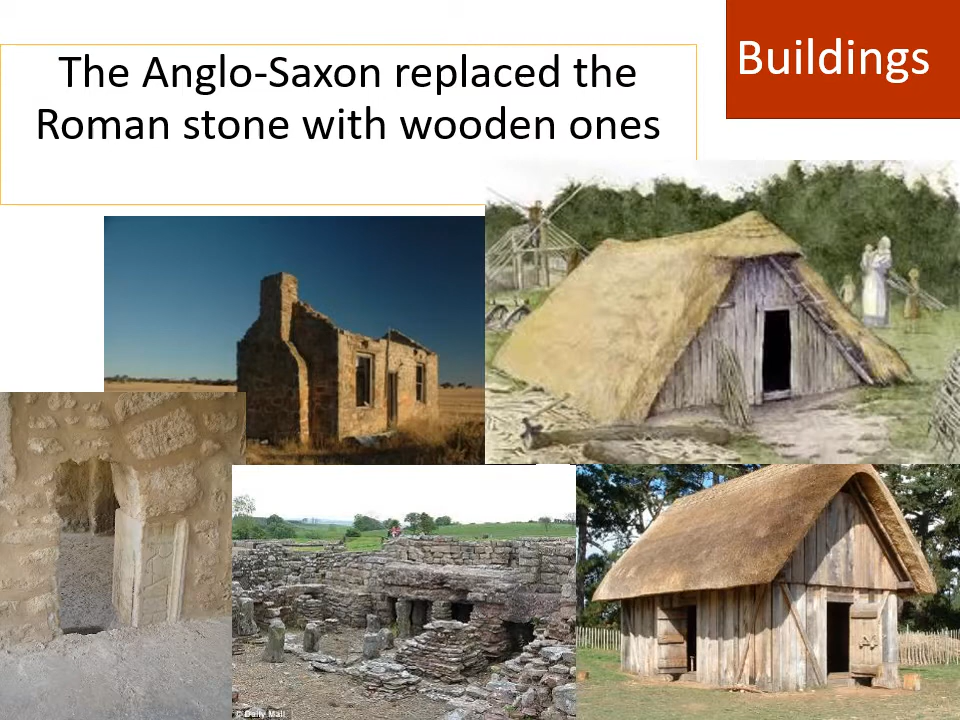 Buildings
The Anglo-Saxon replaced the
Roman stone with wooden ones
© Daily Mail